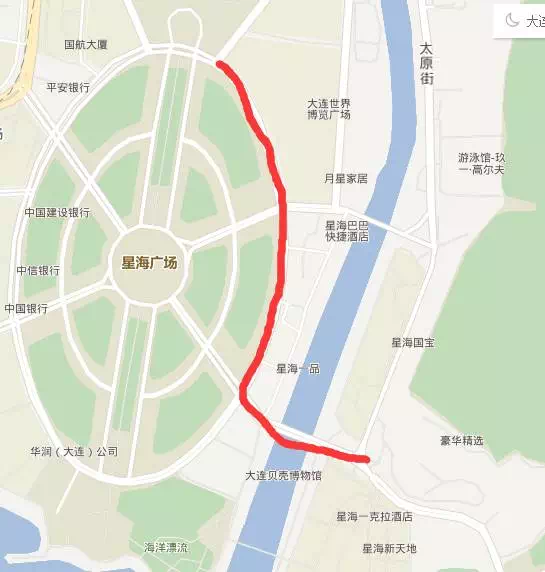 大连
国航大厦
太原街
平安银行
大连世界
博览广场
场
游泳馆-玖
一·高尔夫
月星家居
中国建设银行
星海巴巴
快捷酒店
星海广场
中信银行
中国银行
星海国宝
星海一品
豪华精选
华润（大连）公司
大连贝壳博物馆
星海一克拉酒店
海洋漂流
星海新天地